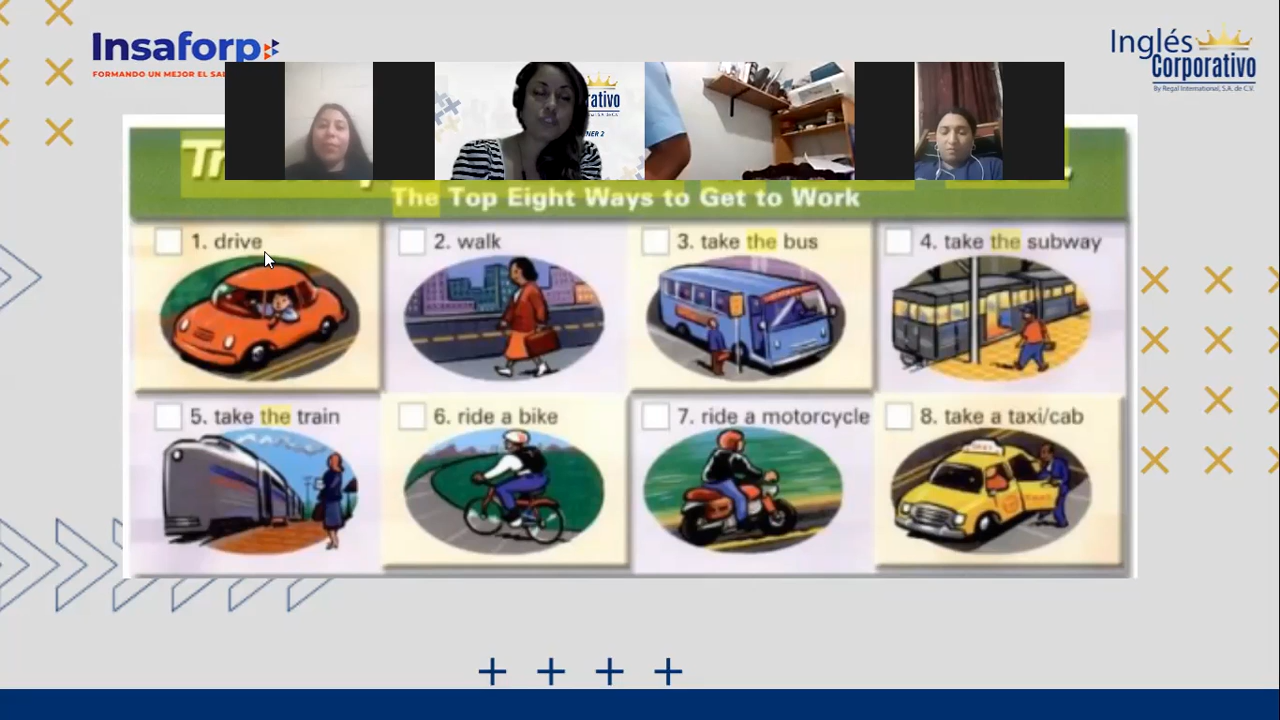 Insaforp
FORMANDO UN MEJOR EL
Inglés
Corporativo
By Regal International, S.A. de C.V.
The Top Eight Ways to Get to Work
1. drive
2. walk
3. take the bus
4. take the subway
5. take the train
6. ride a bike
7. ride a motorcycle
8. take a taxi/cab